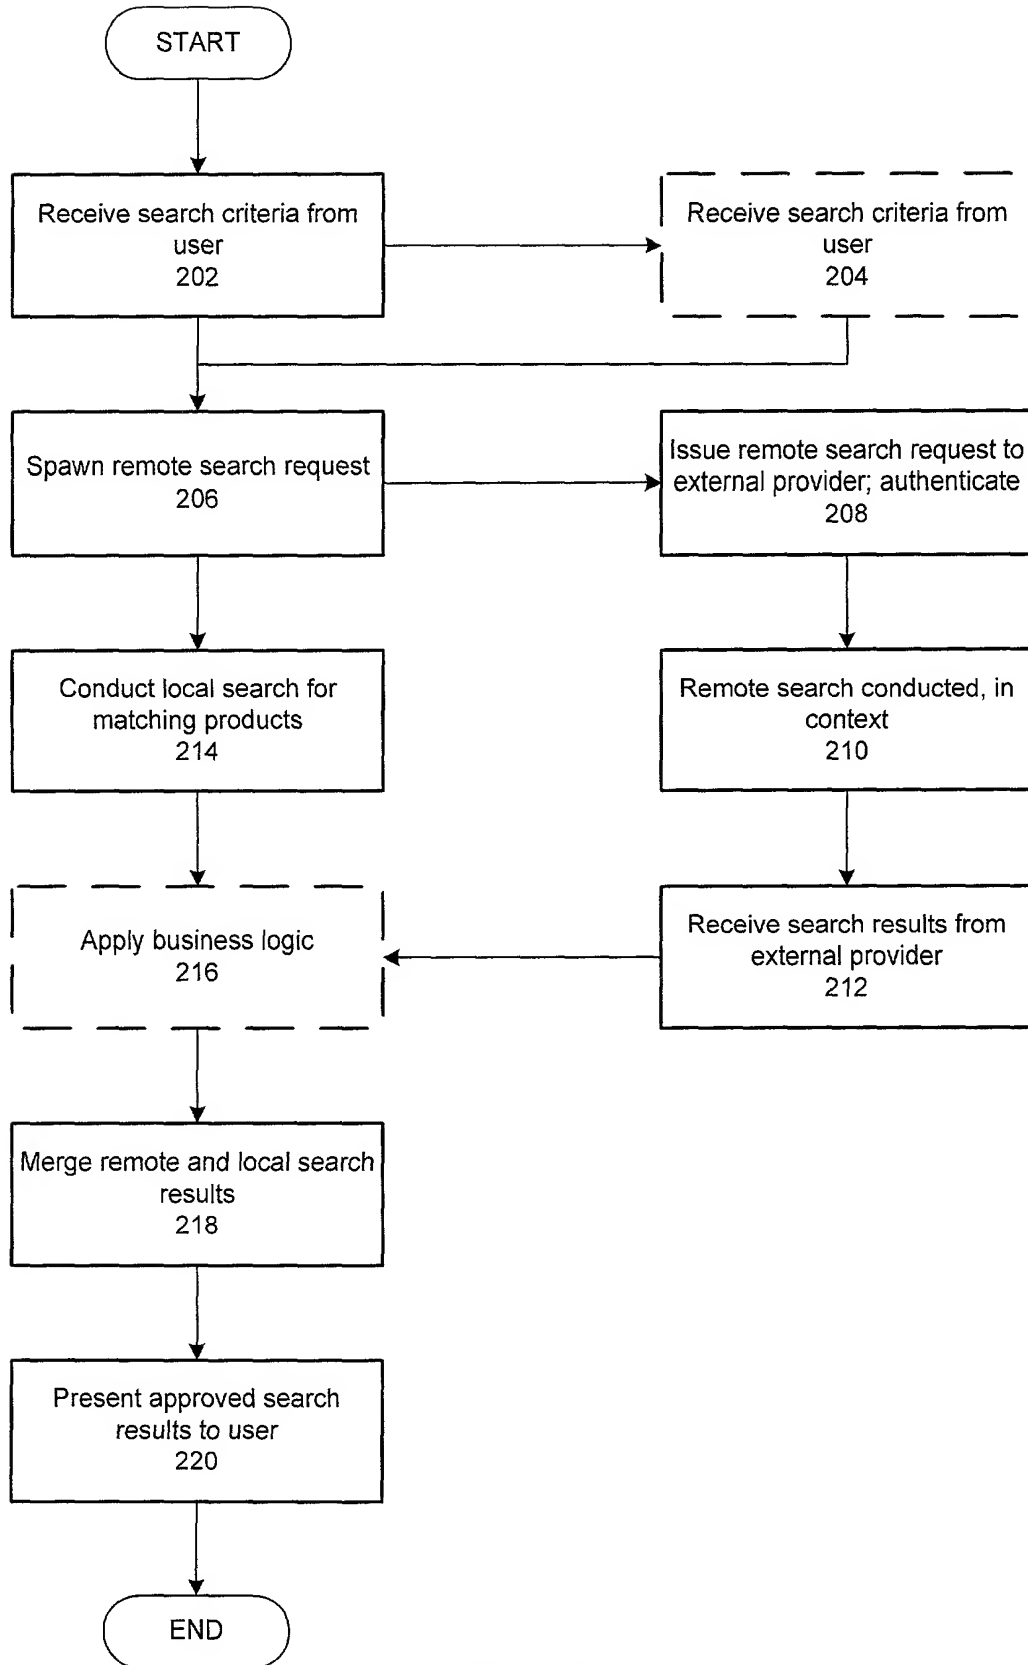 START
Receive search criteria from
user
202
Receive search criteria from
user
204
Spawn remote search request
206
Issue remote search request to
external provider; authenticate
208
Conduct local search for
matching products
214
Remote search conducted, in
context
210
Apply business logic
216
Receive search results from
external provider
212
Merge remote and local search
results
218
Present approved search
results to user
220
END